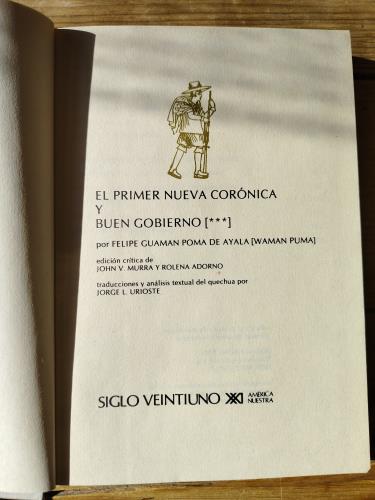 EL PRIMER NUEVA CORÓNICA
Y
BUEN GOBIERNO [***]
por FELIPE GUAMAN POMA DE AYALA [WAMAN PUMA]
edición crítica de
JOHN V. MURRA Y ROLENA ADORNO
traducciones y análisis textual del quechua por
JORGE L. URIOSTE
SIGLO VEINTIUNO XXI AMÉRICA
NUESTRA